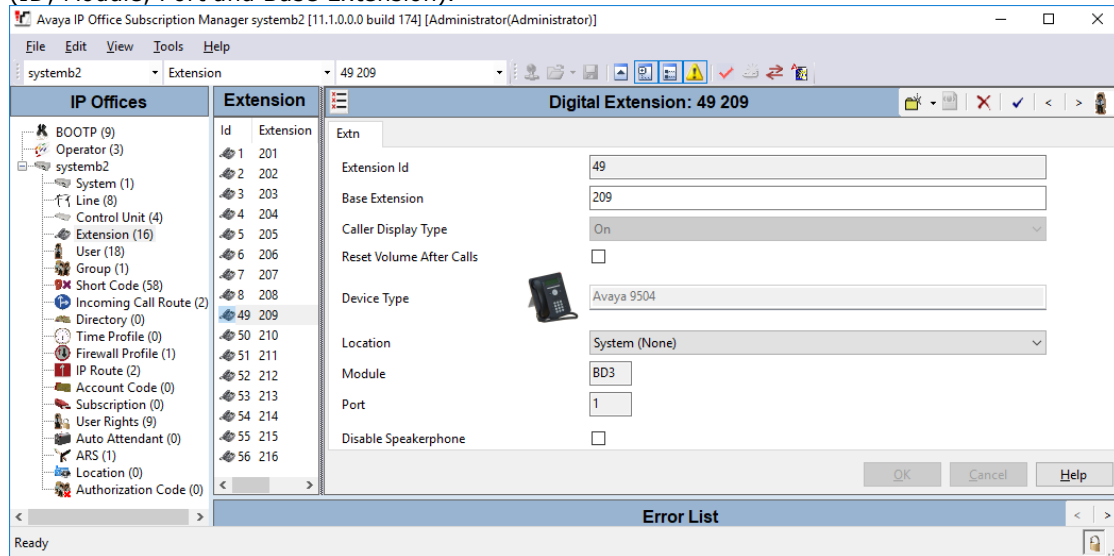 (ID, Module, Port and Base Extension).
Avaya IP Office Subscription Manager systemb2 [11.1.0.0.0 build 174] [Administrator(Administrator)]
File Edit View Tools Help
systemb2 Extension 49 209
IP Offices
BOOTP (9)
Operator (3)
systemb2
System (1)
Line (8)
Control Unit (4)
Extension (16)
User (18)
Group (1)
Short Code (58)
Incoming Call Route (2)
Directory (0)
Time Profile (0)
Firewall Profile (1)
IP Route (2)
Account Code (0)
Subscription (0)
User Rights (9)
Auto Attendant (0)
ARS (1)
Location (0)
Authorization Code (0)
Extension
Id Extension
1 201
2 202
3 203
4 204
5 205
6 206
7 207
8 208
49 209
50 210
51 211
52 212
53 213
54 214
55 215
56 216
Digital Extension: 49 209
Extn
Extension Id 49
Base Extension 209
Caller Display Type On
Reset Volume After Calls
Device Type Avaya 9504
Location System (None)
Module BD3
Port 1
Disable Speakerphone
OK Cancel Help
Error List
Ready